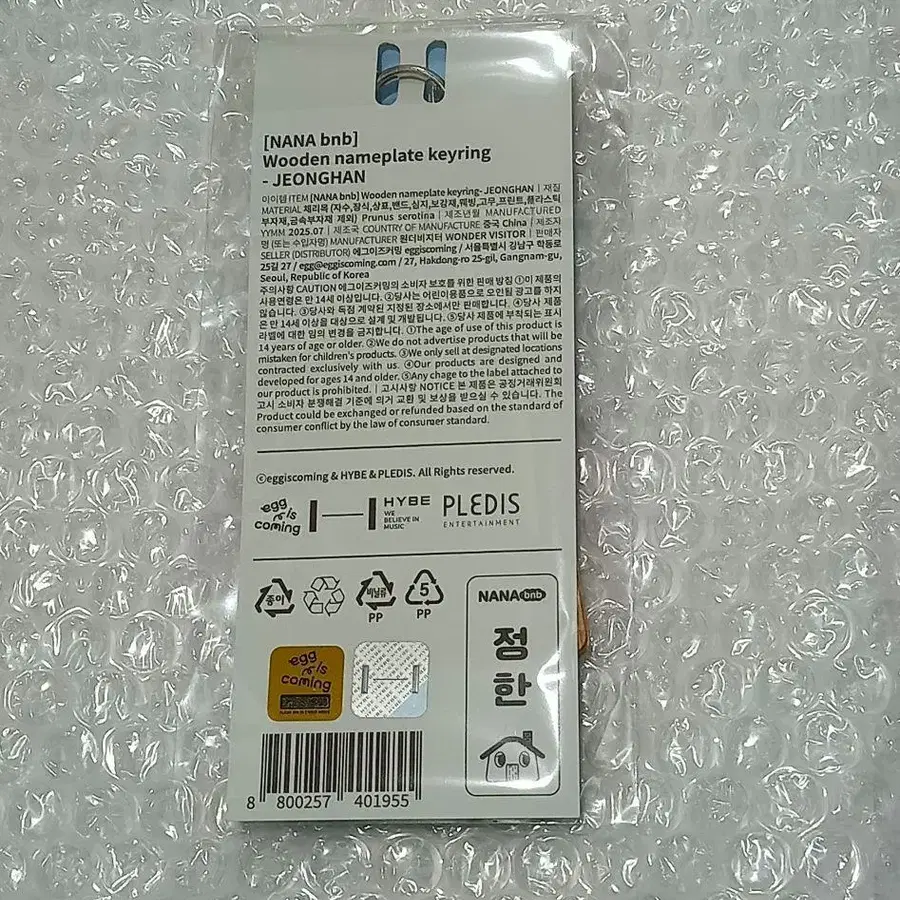 [NANA bnb]
Wooden nameplate keyring
- JEONGHAN
아이템 ITEM [NANA bnb] Wooden nameplate keyring- JEONGHAN | 재질
MATERIAL 체리목 (자수,장식,상표,밴드,심지,보강재,웨빙,고무,프린트,플라스틱
부자재,금속부자재 제외) Prunus serotina | 제조년월 MANUFACTURED
YYMM 2025.07 | 제조국 COUNTRY OF MANUFACTURE 중국 China | 제조자
명 (또는 수입자명) MANUFACTURER 원더비지터 WONDER VISITOR | 판매자
SELLER (DISTRIBUTOR) 에그이즈커밍 eggiscoming / 서울특별시 강남구 학동로
25길 27 / egg@eggiscoming.com / 27, Hakdong-ro 25-gil, Gangnam-gu,
Seoul, Republic of Korea
주의사항 CAUTION 에그이즈커밍의 소비자 보호를 위한 판매 방침 ①이 제품의
사용연령은 만 14세 이상입니다. ②당사는 어린이용품으로 오인될 광고를 하지
않습니다. ③당사와 독점 계약된 지정된 장소에서만 판매합니다. ④당사 제품
은 만 14세 이상을 대상으로 설계 및 개발됩니다. ⑤당사 제품에 부착되는 표시
라벨에 대한 임의 변경을 금지합니다. ①The age of use of this product is
14 years of age or older. ②We do not advertise products that will be
mistaken for children's products. ③We only sell at designated locations
contracted exclusively with us. ④Our products are designed and
developed for ages 14 and older. ⑤Any chage to the label attached to
our product is prohibited. | 고시사항 NOTICE 본 제품은 공정거래위원회
고시 소비자 분쟁해결 기준에 의거 교환 및 보상을 받으실 수 있습니다. The
Product could be exchanged or refunded based on the standard of
consumer conflict by the law of consumer standard.
©eggiscoming & HYBE & PLEDIS. All Rights reserved.
egg is coming
HYBE
WE BELIEVE IN MUSIC
PLEDIS
ENTERTAINMENT
종이
비닐류
PP
5
PP
NANA bnb
정한
egg is coming
8 800257 401955